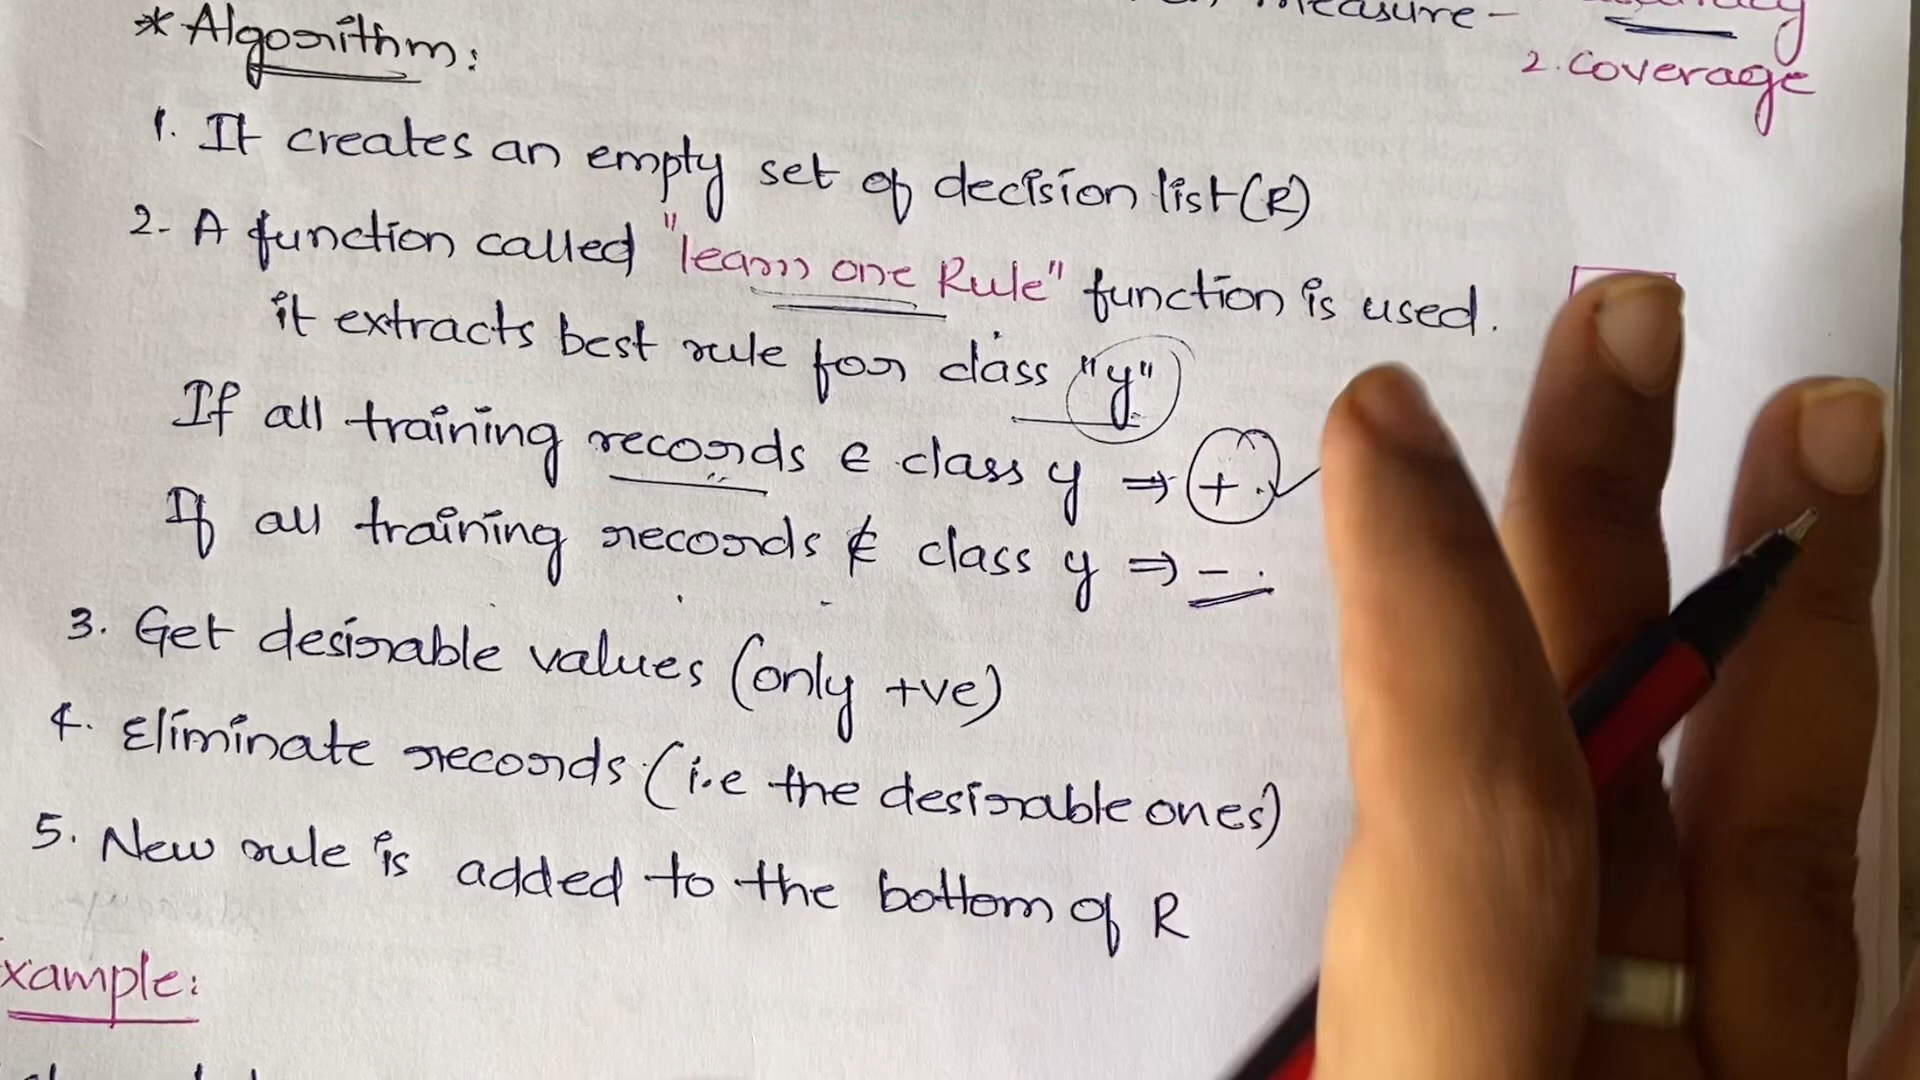 measure -
* Algorithm:
2. Coverage
1. It creates an empty set of decision list (R)
2- A function called "learn one Rule" function is used.
it extracts best rule for class "y"
If all training records ∈ class y ⇒ +.
If all training records ∉ class y ⇒ - .
3. Get desirable values (only +ve)
4. Eliminate records (i.e the desirable ones)
5. New rule is added to the bottom of R
xample: